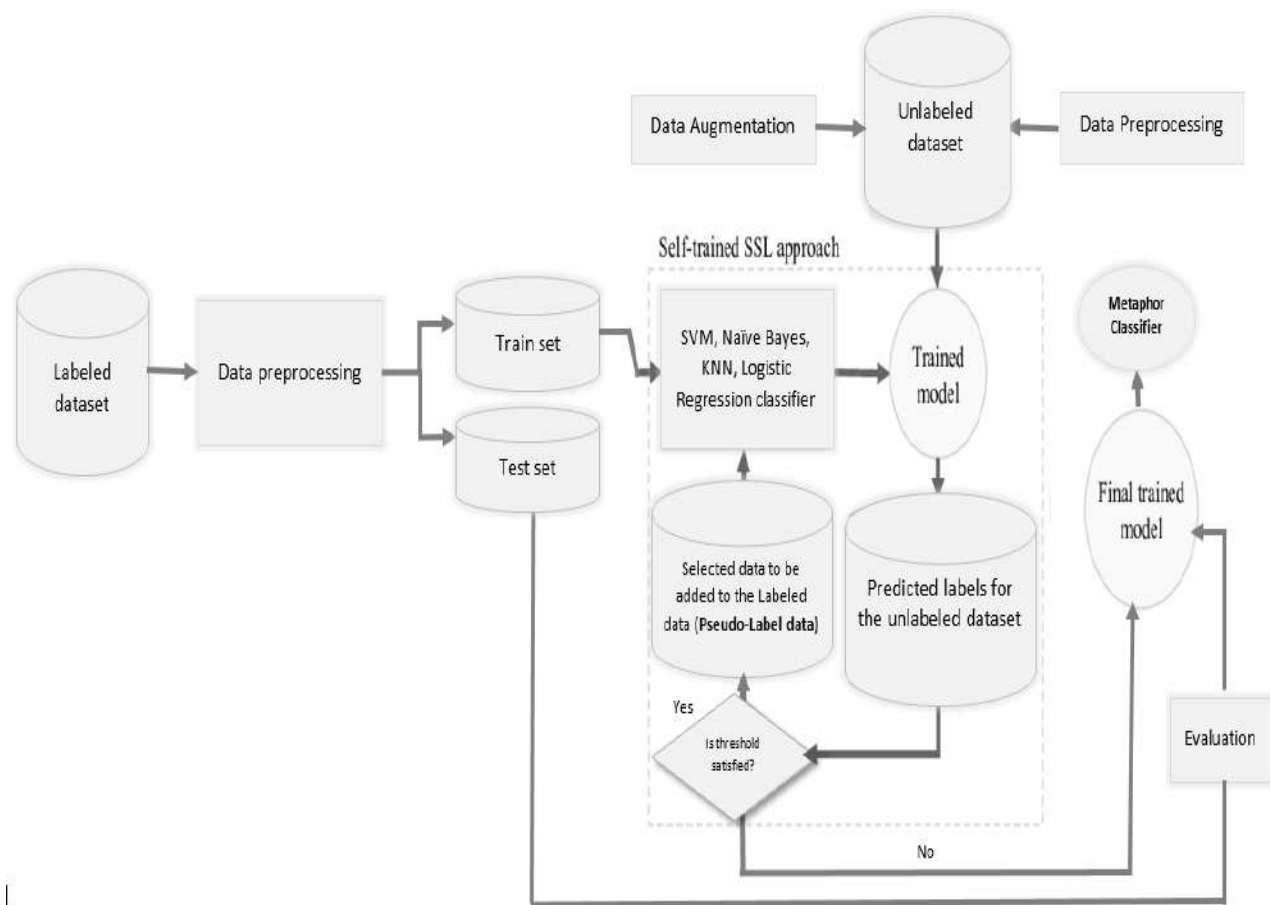 Data Augmentation
Unlabeled
dataset
Data Preprocessing
Self-trained SSL approach
Labeled
dataset
Data preprocessing
Train set
Test set
SVM, Naïve Bayes,
KNN, Logistic
Regression classifier
Trained
model
Metaphor
Classifier
Selected data to be
added to the Labeled
data (Pseudo-Label data)
Predicted labels for
the unlabeled dataset
Final trained
model
Yes
Is threshold
satisfied?
Evaluation
No